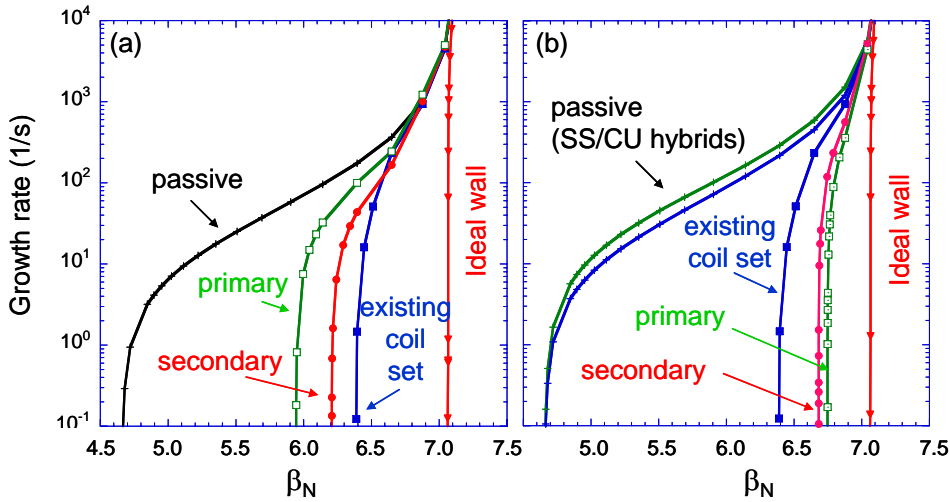 (a)
(b)
Growth rate (1/s)
10⁴
10³
10²
10¹
10⁰
10⁻¹
passive
primary
secondary
existing
coil
set
Ideal wall
4.5 5.0 5.5 6.0 6.5 7.0 7.5
βN
passive
(SS/CU hybrids)
existing
coil set
primary
secondary
Ideal wall
5.0 5.5 6.0 6.5 7.0 7.5
βN